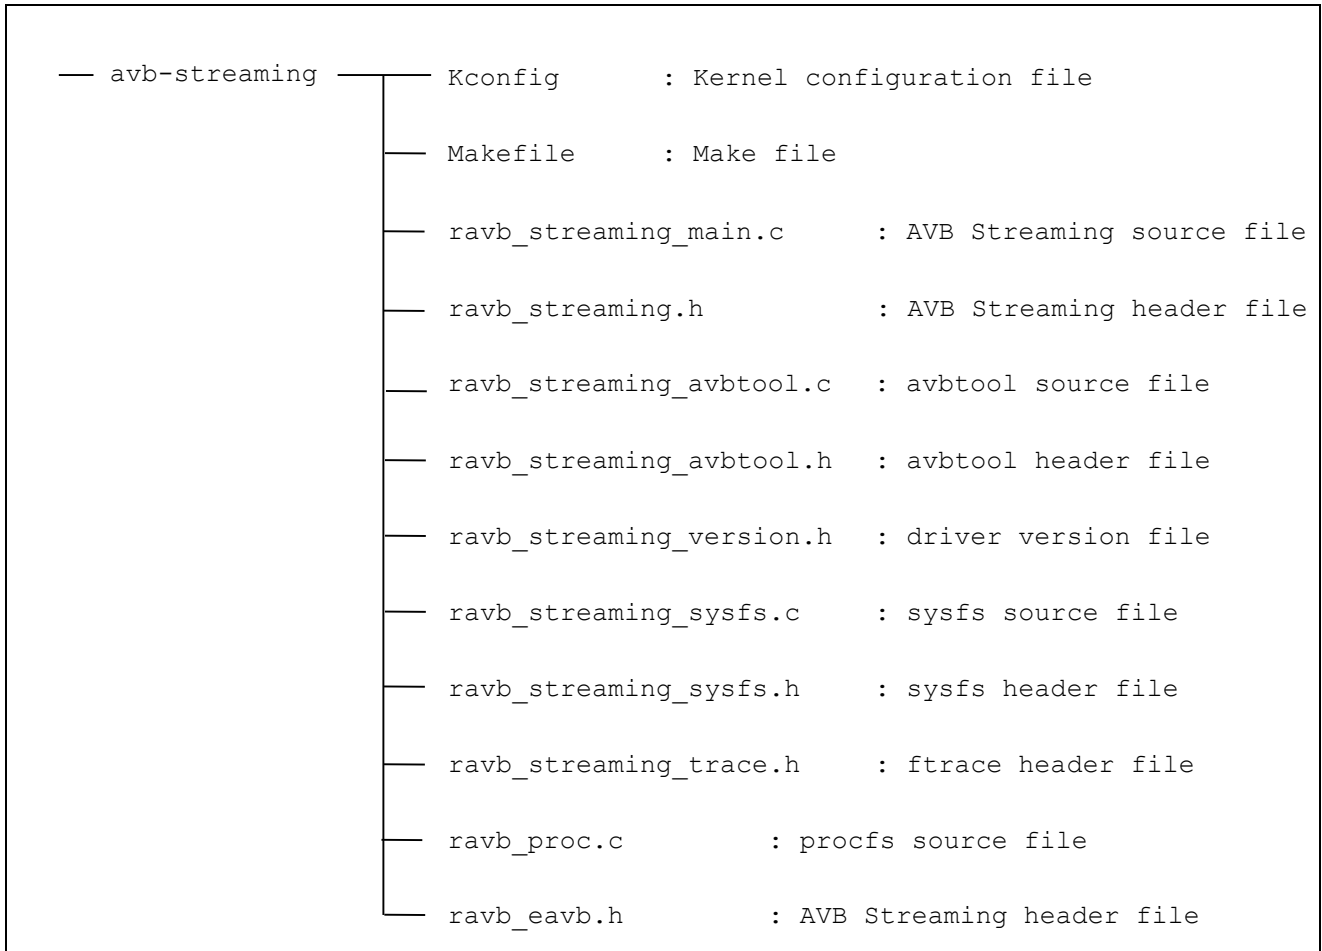 avb-streaming Kconfig : Kernel configuration file
Makefile : Make file
ravb_streaming_main.c : AVB Streaming source file
ravb_streaming.h : AVB Streaming header file
ravb_streaming_avbtool.c : avbtool source file
ravb_streaming_avbtool.h : avbtool header file
ravb_streaming_version.h : driver version file
ravb_streaming_sysfs.c : sysfs source file
ravb_streaming_sysfs.h : sysfs header file
ravb_streaming_trace.h : ftrace header file
ravb_proc.c : procfs source file
ravb_eavb.h : AVB Streaming header file